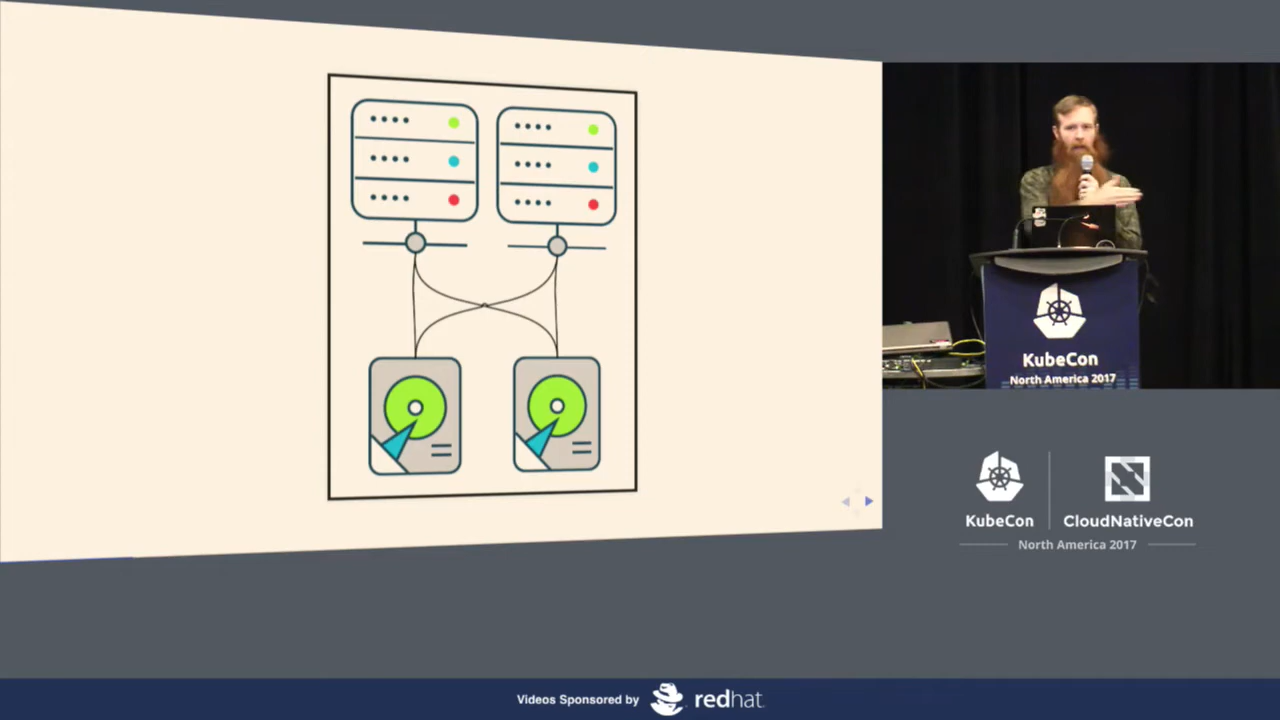 KubeCon
North America 2017
KubeCon
CloudNativeCon
North America 2017
Videos Sponsored by
redhat